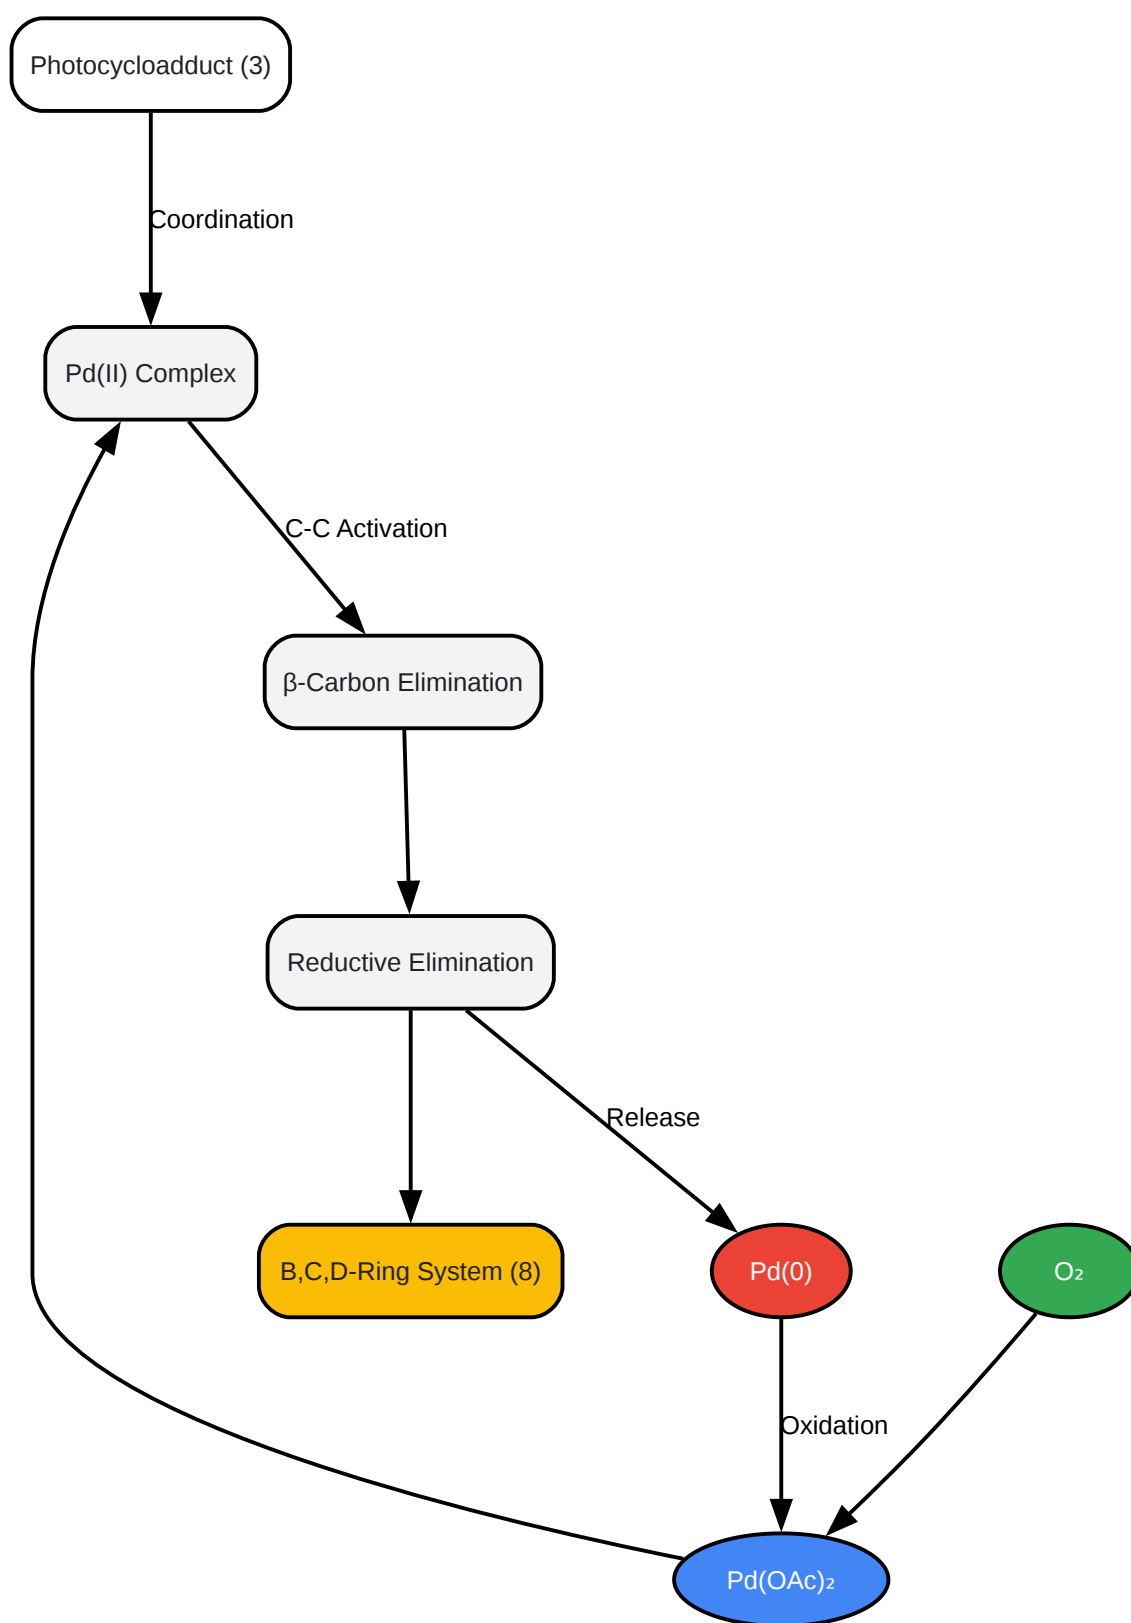 Photocycloadduct (3)
Coordination
Pd(II) Complex
C-C Activation
β-Carbon Elimination
Reductive Elimination
Release
B,C,D-Ring System (8)
Pd(0)
O₂
Oxidation
Pd(OAc)₂